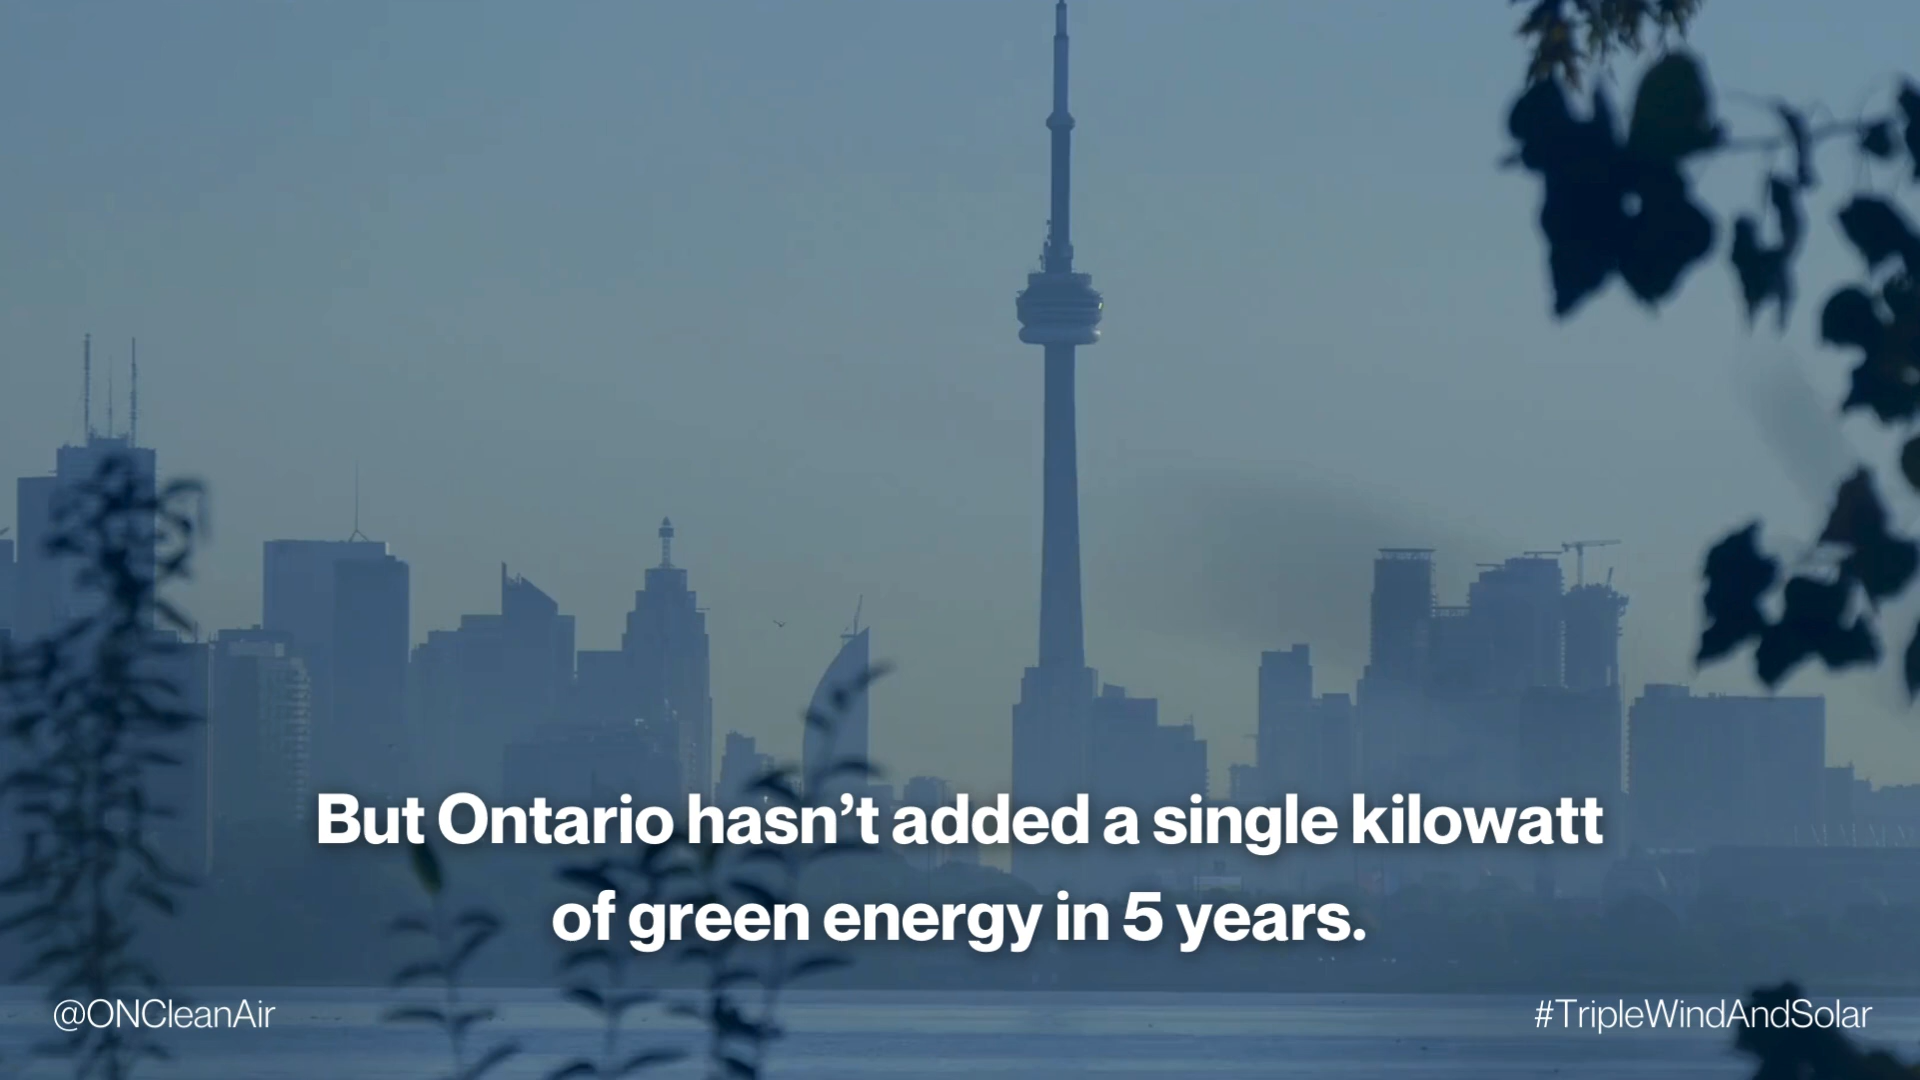 But Ontario hasn’t added a single kilowatt
of green energy in 5 years.
@ONCleanAir
#TripleWindAndSolar